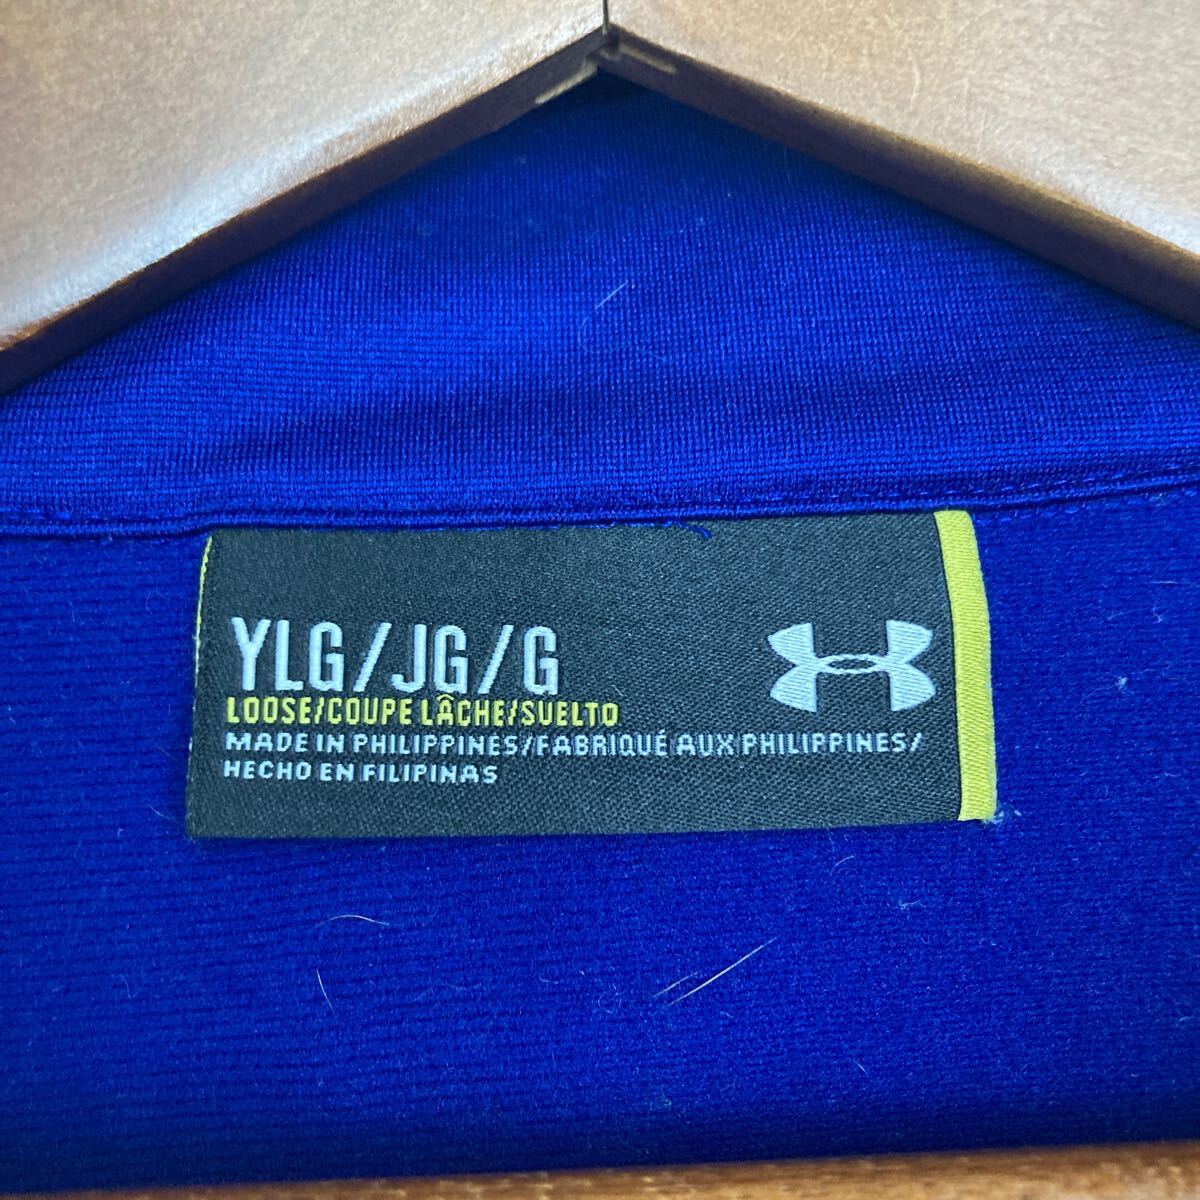 YLG/JG/G
LOOSE/COUPE LÂCHE/SUELTO
MADE IN PHILIPPINES/FABRIQUÉ AUX PHILIPPINES/
HECHO EN FILIPINAS